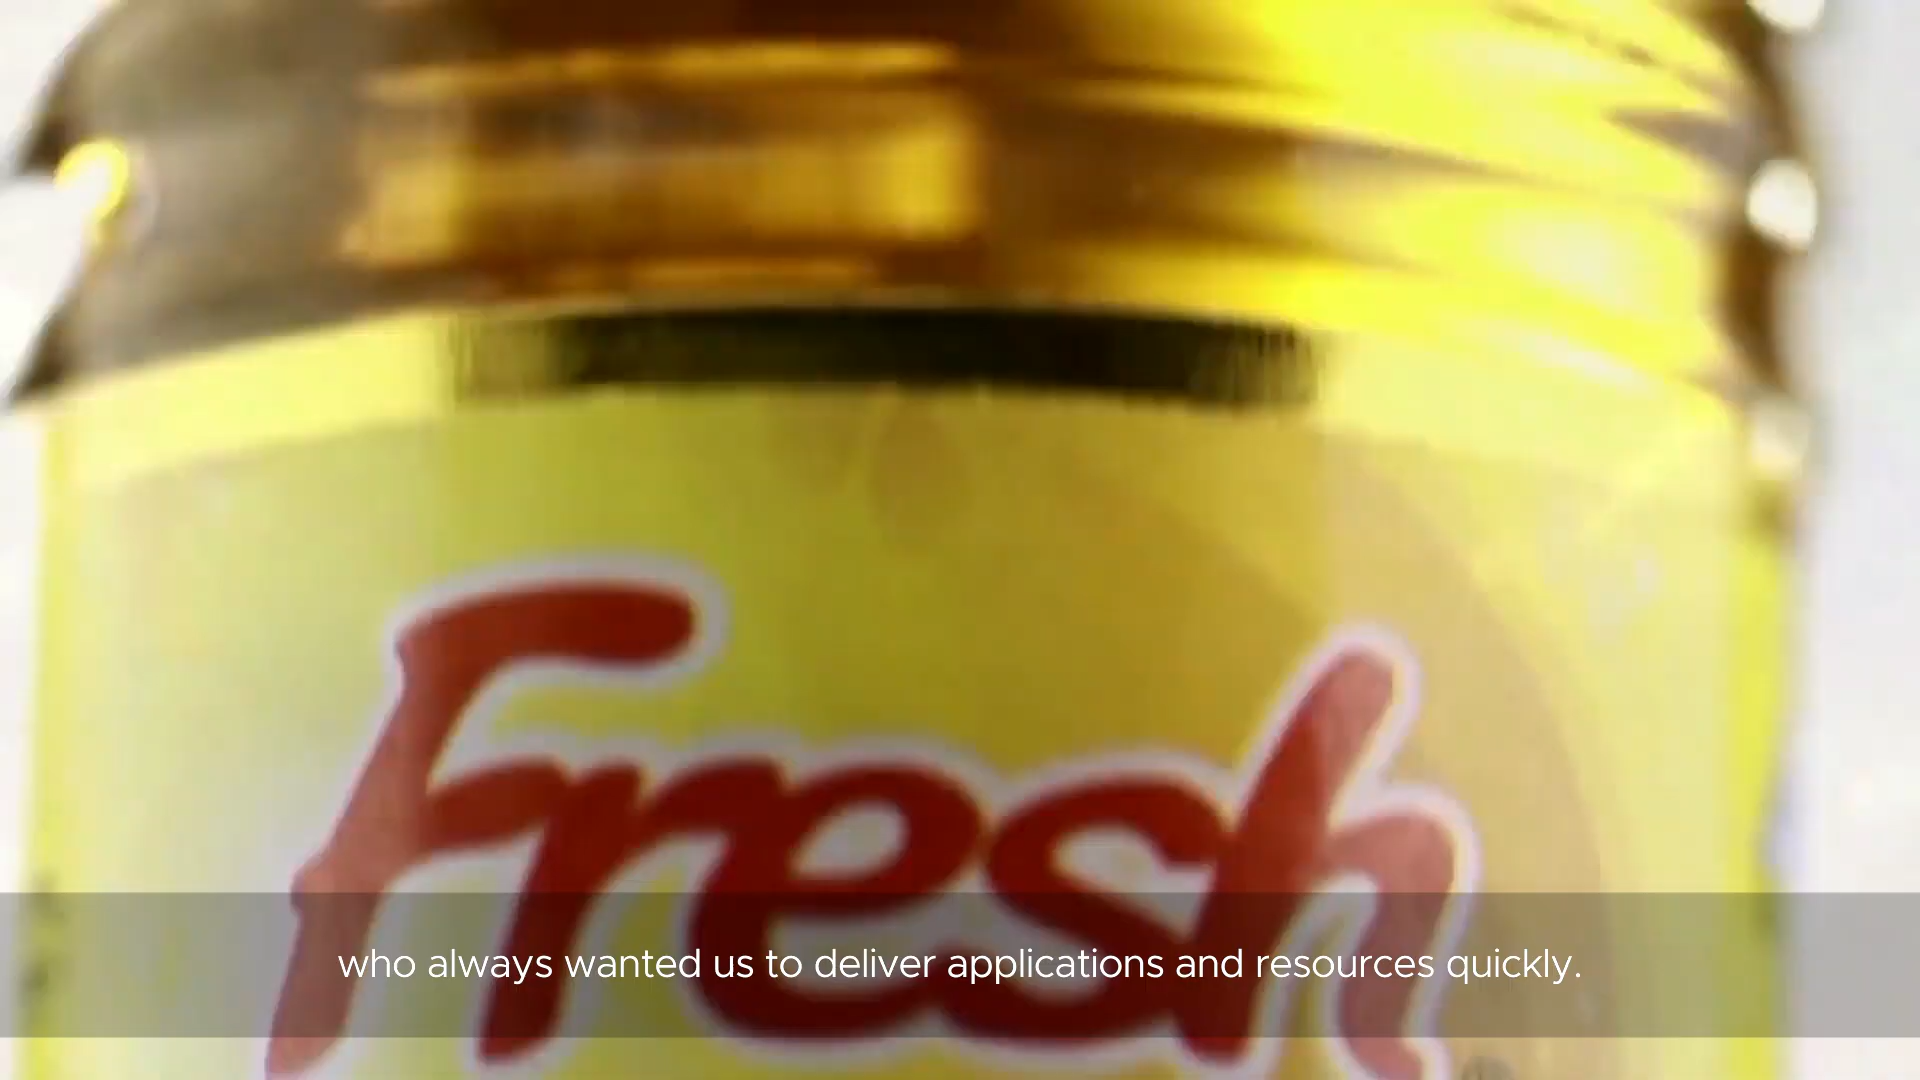 Fresh
who always wanted us to deliver applications and resources quickly.